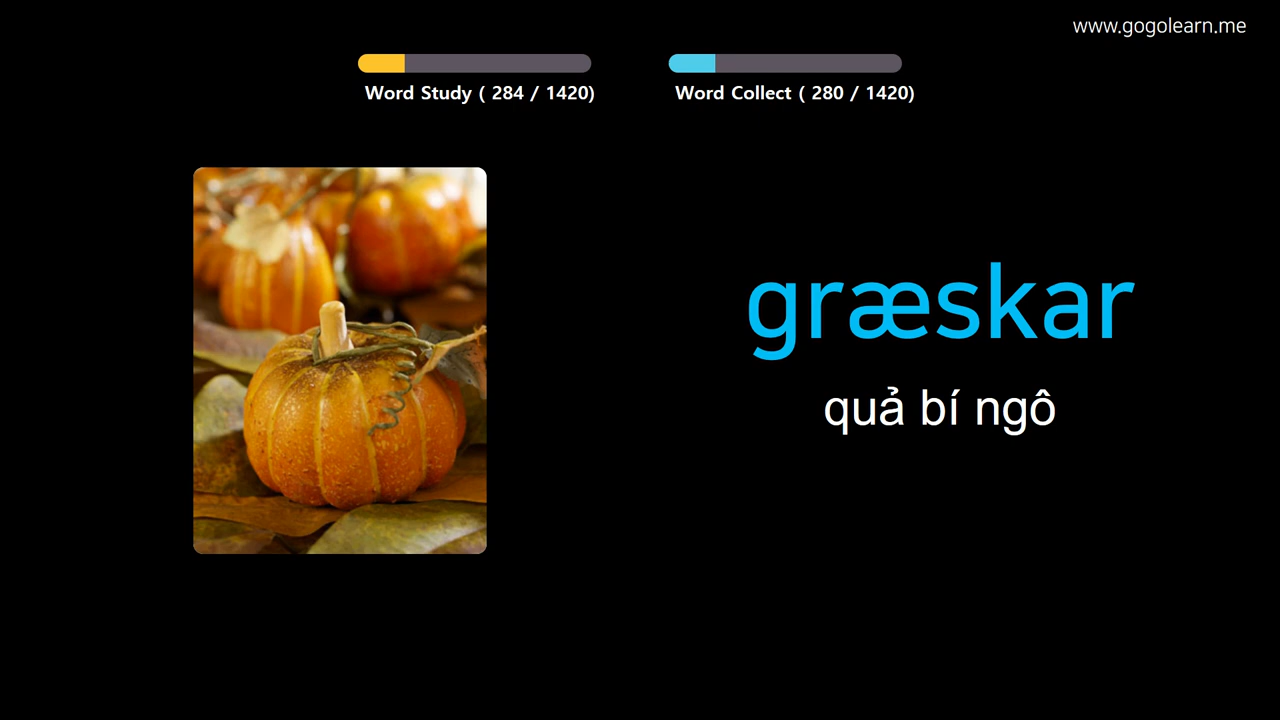 www.gogolearn.me
Word Study ( 284 / 1420)
Word Collect ( 280 / 1420)
græskar
quả bí ngô